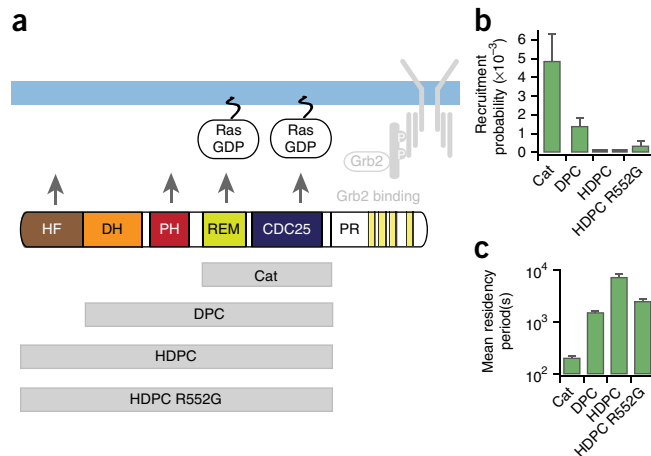 a
Ras
GDP
Ras
GDP
Grb2
Grb2 binding
HF
DH
PH
REM
CDC25
PR
Cat
DPC
HDPC
HDPC R552G
b
Recruitment
probability (×10⁻³)
6
5
4
3
2
1
0
Cat
DPC
HDPC
HDPC R552G
c
Mean residency
period(s)
10⁴
10³
10²
Cat
DPC
HDPC
HDPC R552G